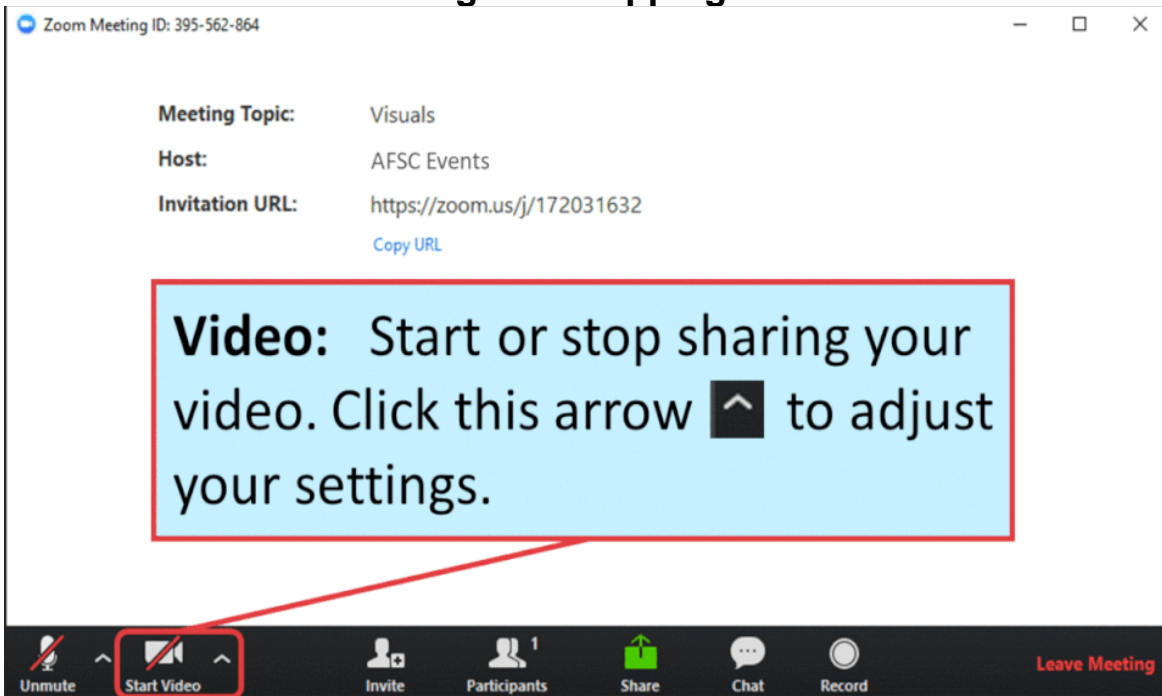 Zoom Meeting ID: 395-562-864
Meeting Topic: Visuals
Host: AFSC Events
Invitation URL: https://zoom.us/j/172031632
Copy URL
Video: Start or stop sharing your
video. Click this arrow ^ to adjust
your settings.
1
Unmute Start Video Invite Participants Share Chat Record Leave Meeting